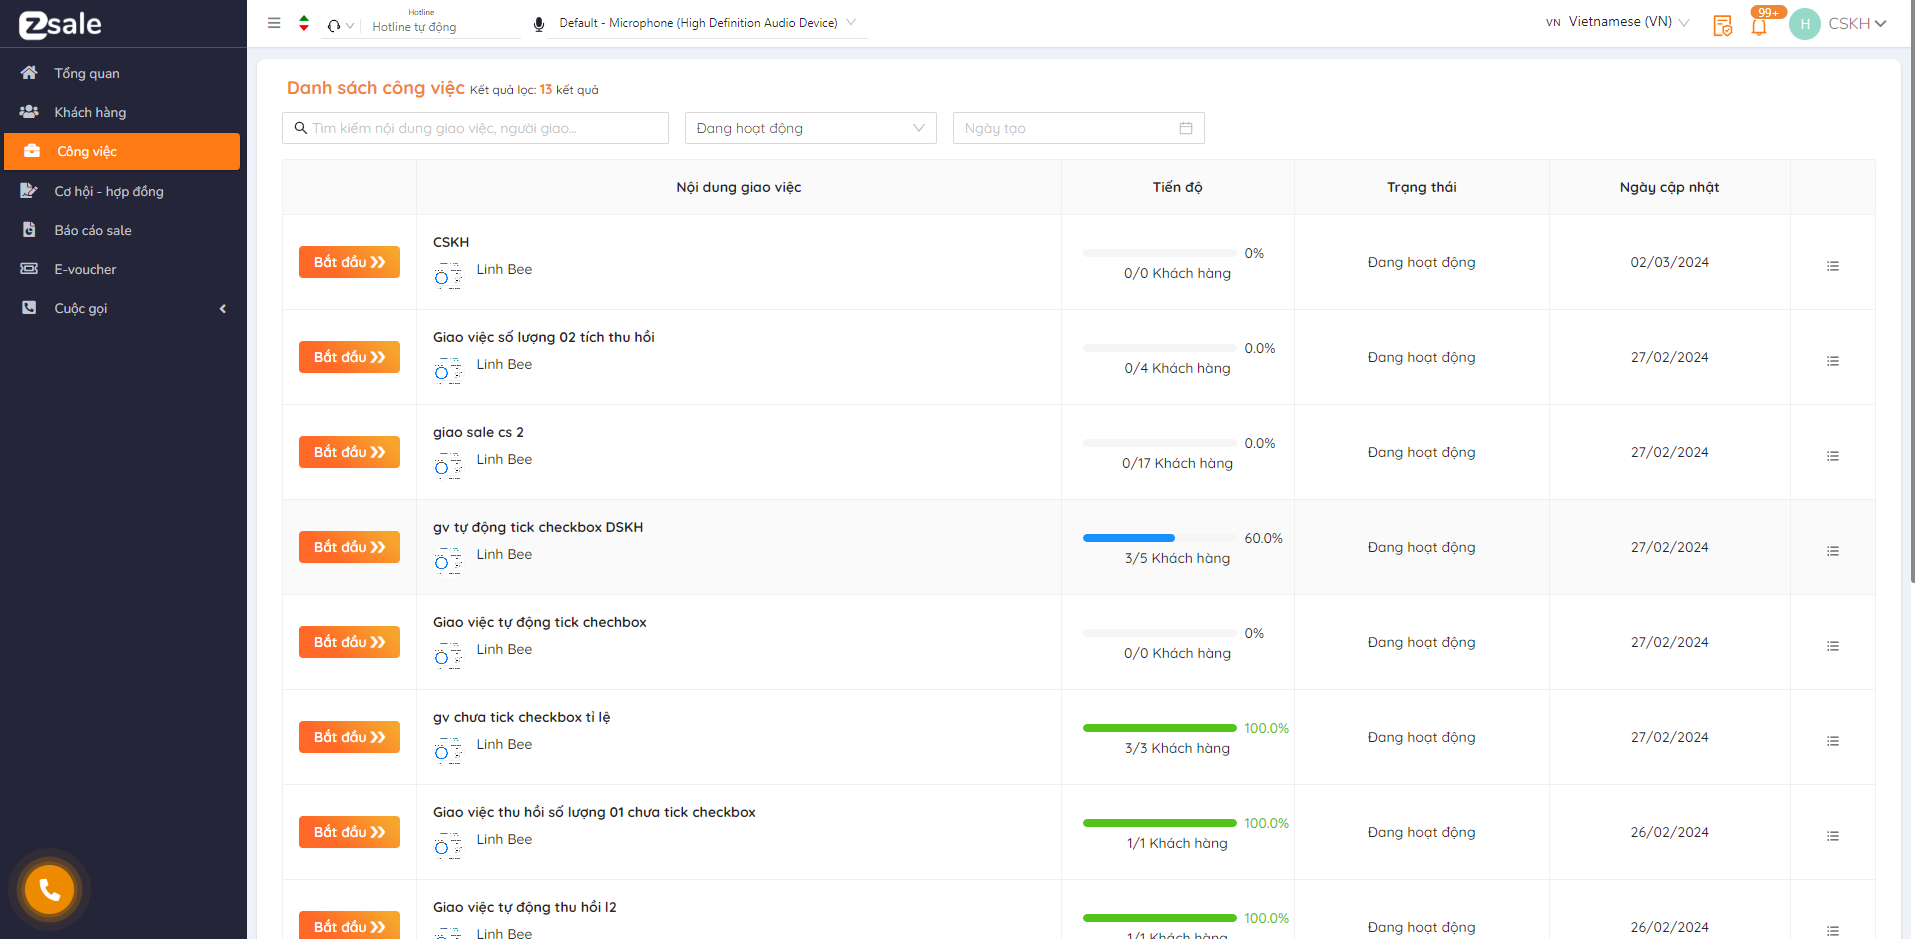 zsale
Hotline
Hotline tự động
Default - Microphone (High Definition Audio Device)
VN Vietnamese (VN)
99+
H
CSKH
Tổng quan
Khách hàng
Công việc
Cơ hội - hợp đồng
Báo cáo sale
E-voucher
Cuộc gọi
Danh sách công việc Kết quả lọc: 13 kết quả
Tìm kiếm nội dung giao việc, người giao...
Đang hoạt động
Ngày tạo
Nội dung giao việc Tiến độ Trạng thái Ngày cập nhật
CSKH
Bắt đầu Linh Bee 0% Đang hoạt động 02/03/2024
0/0 Khách hàng
Giao việc số lượng 02 tích thu hồi
Bắt đầu Linh Bee 0.0% Đang hoạt động 27/02/2024
0/4 Khách hàng
giao sale cs 2
Bắt đầu Linh Bee 0.0% Đang hoạt động 27/02/2024
0/17 Khách hàng
gv tự động tick checkbox DSKH
Bắt đầu Linh Bee 60.0% Đang hoạt động 27/02/2024
3/5 Khách hàng
Giao việc tự động tick chechbox
Bắt đầu Linh Bee 0% Đang hoạt động 27/02/2024
0/0 Khách hàng
gv chưa tick checkbox tỉ lệ
Bắt đầu Linh Bee 100.0% Đang hoạt động 27/02/2024
3/3 Khách hàng
Giao việc thu hồi số lượng 01 chưa tick checkbox
Bắt đầu Linh Bee 100.0% Đang hoạt động 26/02/2024
1/1 Khách hàng
Giao việc tự động thu hồi l2
Bắt đầu Linh Bee 100.0% Đang hoạt động 26/02/2024
1/1 Khách hàng